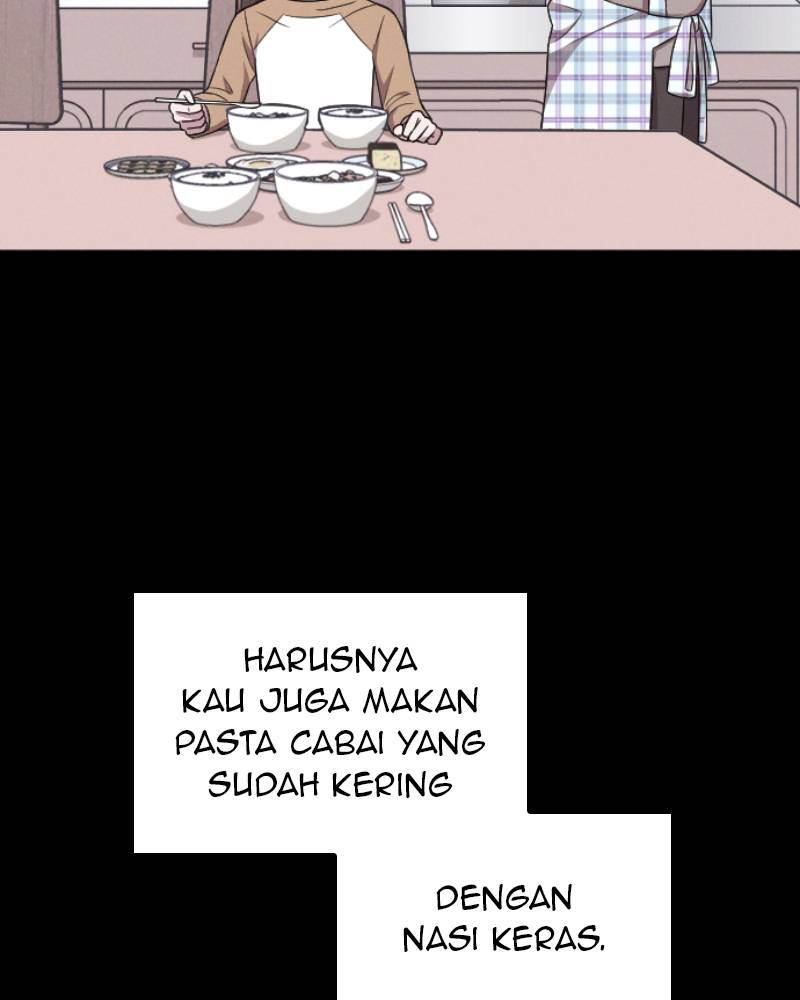 HARUSNYA
KAU JUGA MAKAN
PASTA CABAI YANG
SUDAH KERING
DENGAN
NASI KERAS.